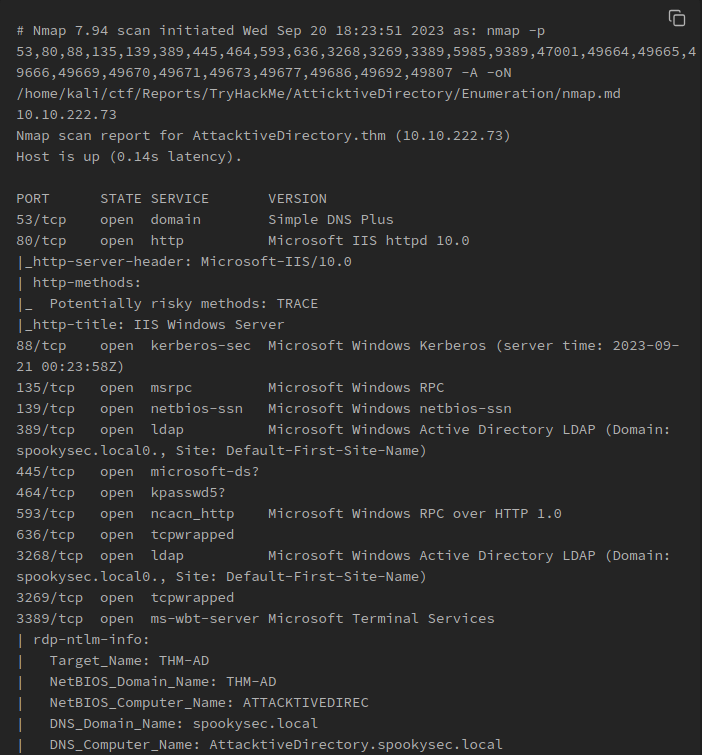 # Nmap 7.94 scan initiated Wed Sep 20 18:23:51 2023 as: nmap -p
53,80,88,135,139,389,445,464,593,636,3268,3269,3389,5985,9389,47001,49664,49665,4
9666,49669,49670,49671,49673,49677,49686,49692,49807 -A -oN
/home/kali/ctf/Reports/TryHackMe/AtticktiveDirectory/Enumeration/nmap.md
10.10.222.73
Nmap scan report for AttacktiveDirectory.thm (10.10.222.73)
Host is up (0.14s latency).

PORT      STATE SERVICE       VERSION
53/tcp    open  domain        Simple DNS Plus
80/tcp    open  http          Microsoft IIS httpd 10.0
|_http-server-header: Microsoft-IIS/10.0
| http-methods:
|_  Potentially risky methods: TRACE
|_http-title: IIS Windows Server
88/tcp    open  kerberos-sec  Microsoft Windows Kerberos (server time: 2023-09-
21 00:23:58Z)
135/tcp   open  msrpc         Microsoft Windows RPC
139/tcp   open  netbios-ssn   Microsoft Windows netbios-ssn
389/tcp   open  ldap          Microsoft Windows Active Directory LDAP (Domain:
spookysec.local0., Site: Default-First-Site-Name)
445/tcp   open  microsoft-ds?
464/tcp   open  kpasswd5?
593/tcp   open  ncacn_http    Microsoft Windows RPC over HTTP 1.0
636/tcp   open  tcpwrapped
3268/tcp  open  ldap          Microsoft Windows Active Directory LDAP (Domain:
spookysec.local0., Site: Default-First-Site-Name)
3269/tcp  open  tcpwrapped
3389/tcp  open  ms-wbt-server Microsoft Terminal Services
| rdp-ntlm-info:
|   Target_Name: THM-AD
|   NetBIOS_Domain_Name: THM-AD
|   NetBIOS_Computer_Name: ATTACKTIVEDIREC
|   DNS_Domain_Name: spookysec.local
|   DNS_Computer_Name: AttacktiveDirectory.spookysec.local